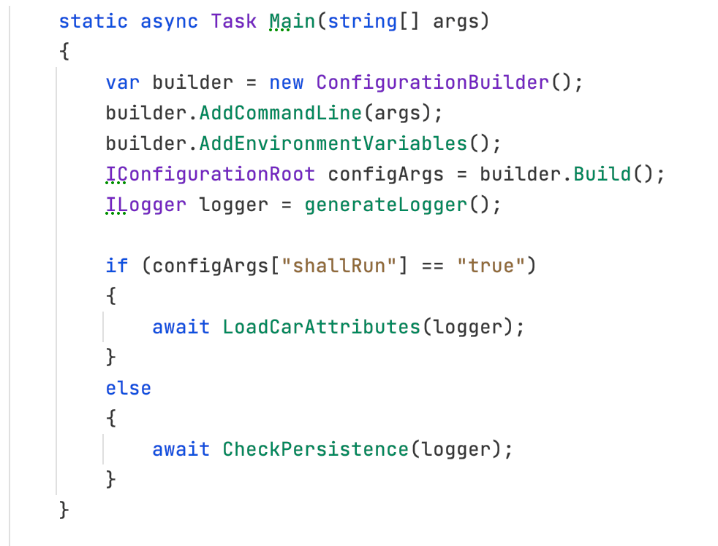 static async Task Main(string[] args)
{
    var builder = new ConfigurationBuilder();
    builder.AddCommandLine(args);
    builder.AddEnvironmentVariables();
    IConfigurationRoot configArgs = builder.Build();
    ILogger logger = generateLogger();

    if (configArgs["shallRun"] == "true")
    {
        await LoadCarAttributes(logger);
    }
    else
    {
        await CheckPersistence(logger);
    }
}